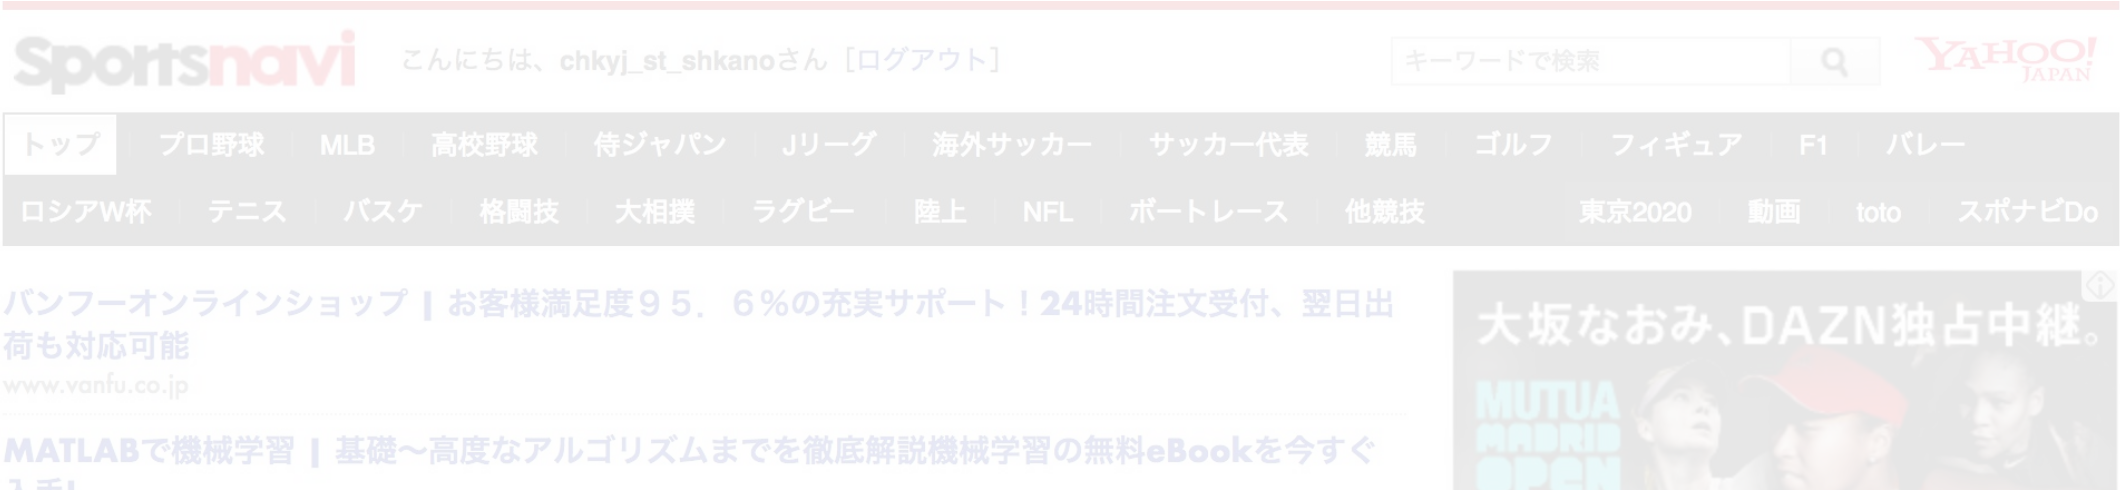 Sportsnavi こんにちは、chkyj_st_shkanoさん [ログアウト] キーワードで検索 YAHOO! JAPAN
トップ プロ野球 MLB 高校野球 侍ジャパン Jリーグ 海外サッカー サッカー代表 競馬 ゴルフ フィギュア F1 バレー
ロシアW杯 テニス バスケ 格闘技 大相撲 ラグビー 陸上 NFL ボートレース 他競技 東京2020 動画 toto スポナビDo
バンフーオンラインショップ | お客様満足度９５．６％の充実サポート！24時間注文受付、翌日出
荷も対応可能
www.vanfu.co.jp
MATLABで機械学習 | 基礎〜高度なアルゴリズムまでを徹底解説機械学習の無料eBookを今すぐ
入手!
大坂なおみ、DAZN独占中継。
MUTUA
MADRID
OPEN